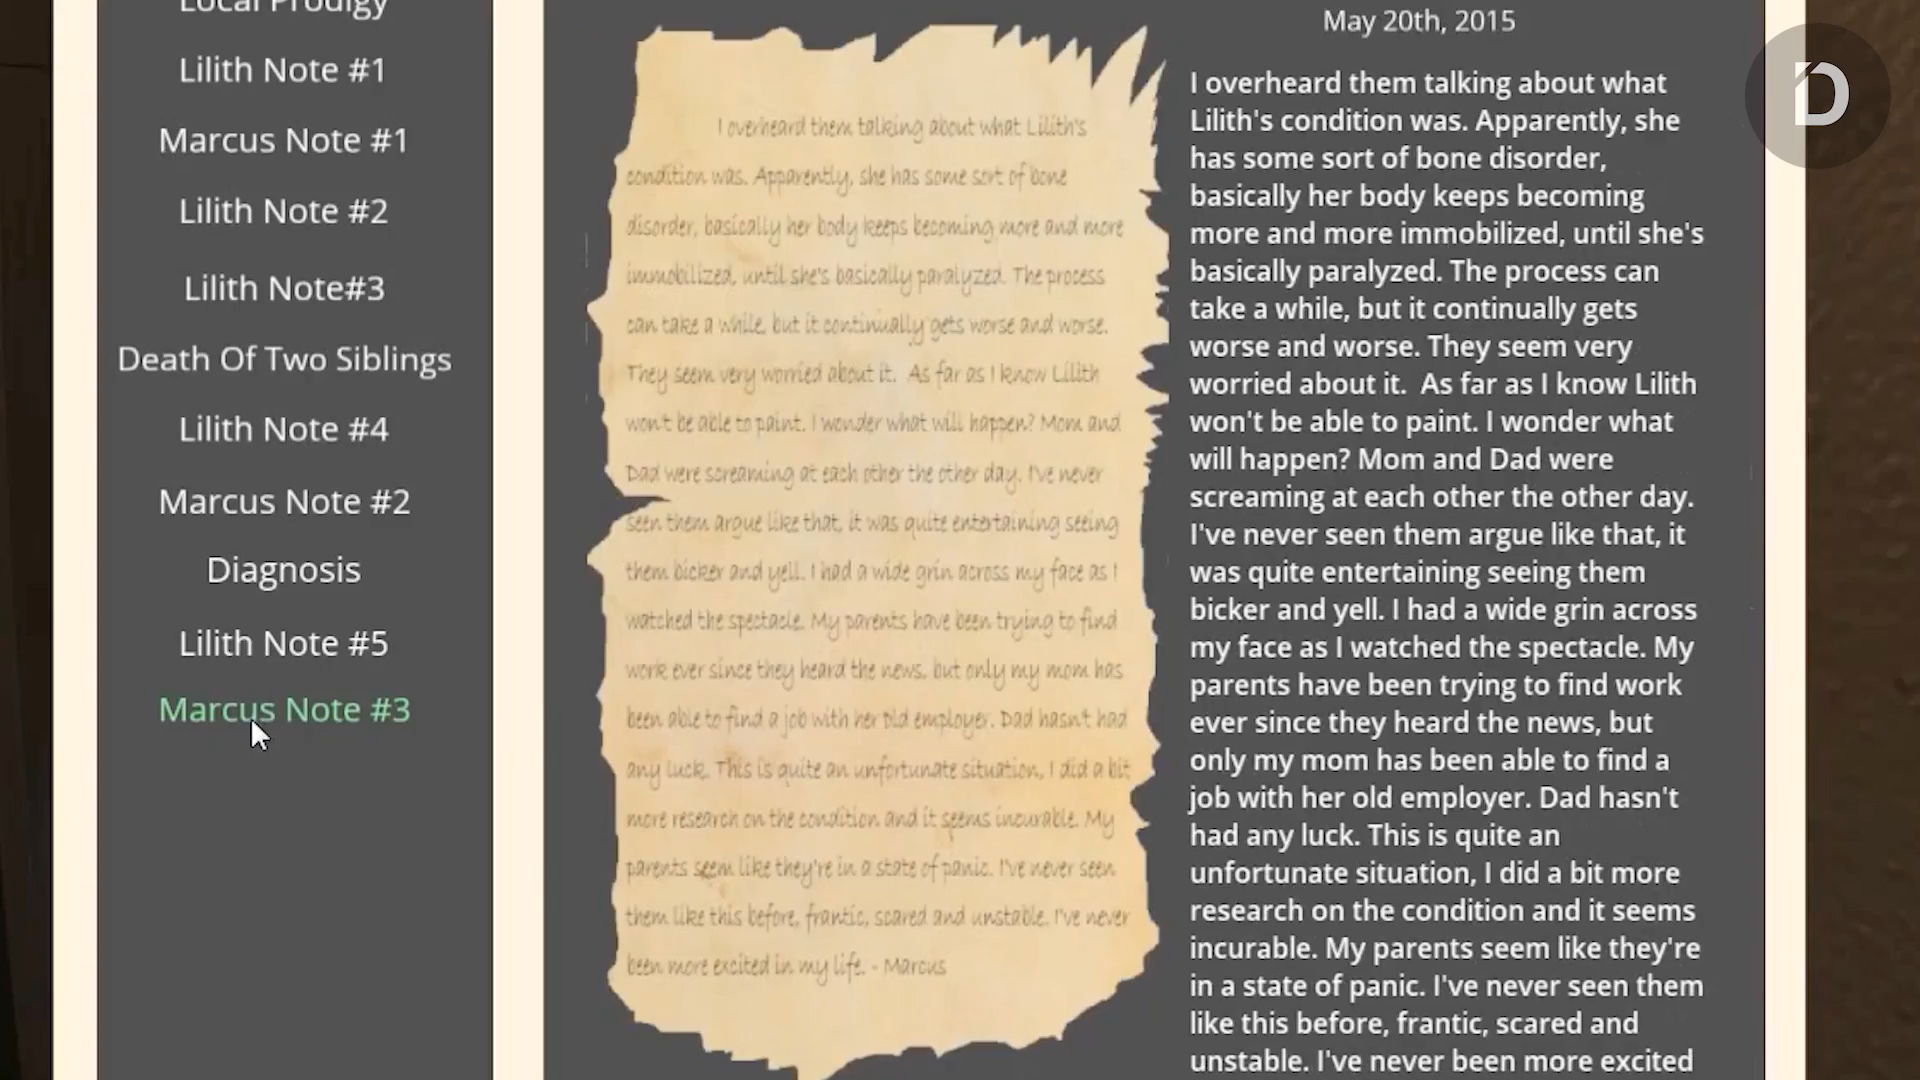 Local Prodigy
Lilith Note #1
Marcus Note #1
Lilith Note #2
Lilith Note#3
Death Of Two Siblings
Lilith Note #4
Marcus Note #2
Diagnosis
Lilith Note #5
Marcus Note #3
I overheard them talking about what Lilith's
condition was. Apparently, she has some sort of bone
disorder, basically her body keeps becoming more and more
immobilized, until she's basically paralyzed. The process
can take a while, but it continually gets worse and worse.
They seem very worried about it.  As far as I know Lilith
won't be able to paint. I wonder what will happen? Mom and
Dad were screaming at each other the other day. I've never
seen them argue like that, it was quite entertaining seeing
them bicker and yell. I had a wide grin across my face as I
watched the spectacle. My parents have been trying to find
work ever since they heard the news, but only my mom has
been able to find a job with her old employer. Dad hasn't had
any luck. This is quite an unfortunate situation, I did a bit
more research on the condition and it seems incurable. My
parents seem like they're in a state of panic. I've never seen
them like this before, frantic, scared and unstable. I've never
been more excited in my life. - Marcus
May 20th, 2015
I overheard them talking about what
Lilith's condition was. Apparently, she
has some sort of bone disorder,
basically her body keeps becoming
more and more immobilized, until she's
basically paralyzed. The process can
take a while, but it continually gets
worse and worse. They seem very
worried about it.  As far as I know Lilith
won't be able to paint. I wonder what
will happen? Mom and Dad were
screaming at each other the other day.
I've never seen them argue like that, it
was quite entertaining seeing them
bicker and yell. I had a wide grin across
my face as I watched the spectacle. My
parents have been trying to find work
ever since they heard the news, but
only my mom has been able to find a
job with her old employer. Dad hasn't
had any luck. This is quite an
unfortunate situation, I did a bit more
research on the condition and it seems
incurable. My parents seem like they're
in a state of panic. I've never seen them
like this before, frantic, scared and
unstable. I've never been more excited
D